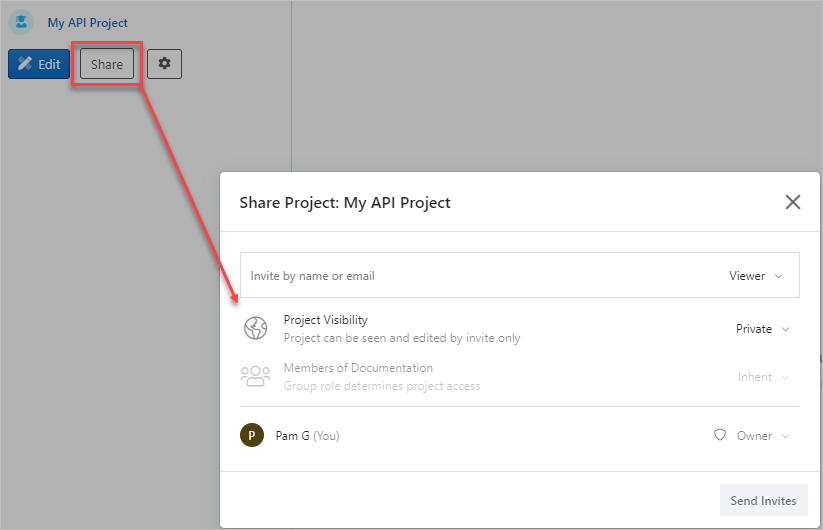 My API Project
Edit
Share
Share Project: My API Project
Invite by name or email
Viewer
Project Visibility
Project can be seen and edited by invite only
Private
Members of Documentation
Group role determines project access
Inherit
P
Pam G (You)
Owner
Send Invites